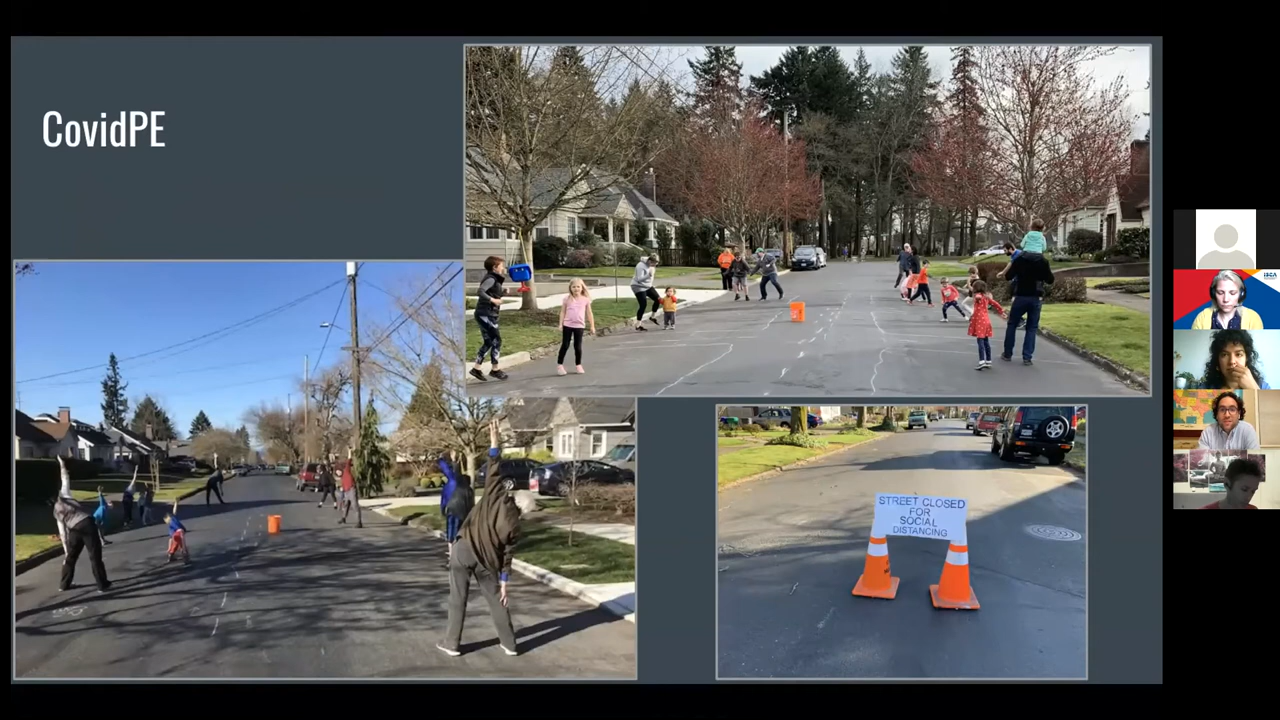 CovidPE
STREET CLOSED
FOR
SOCIAL
DISTANCING